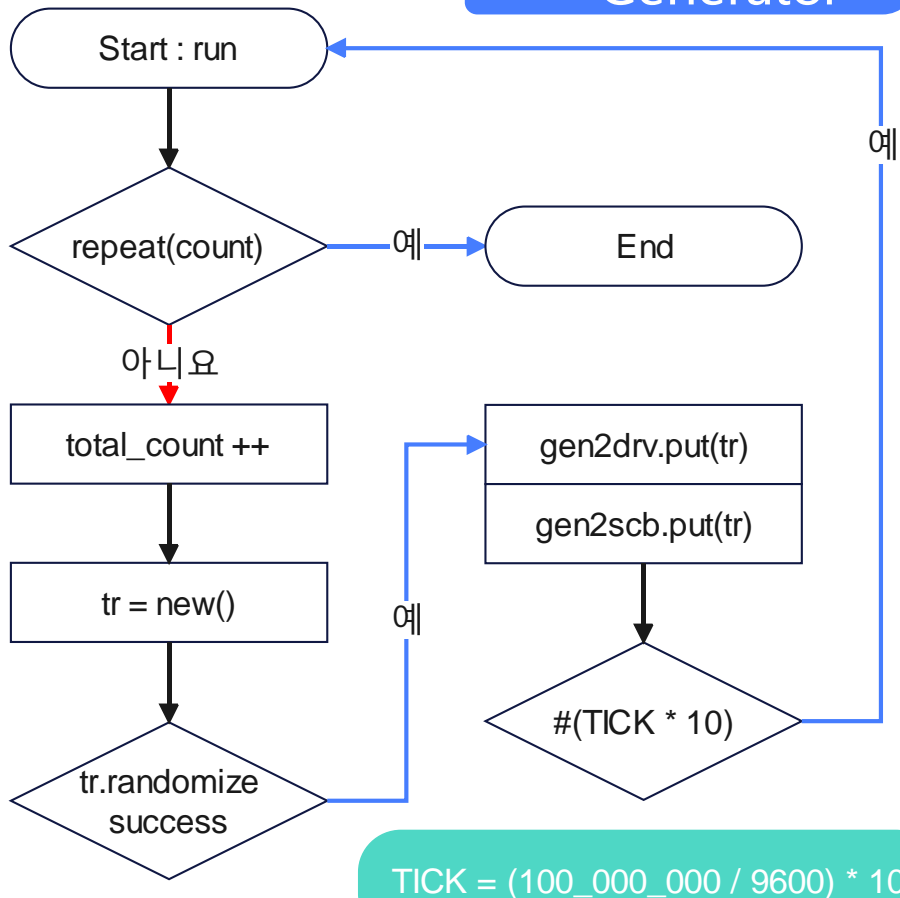 Generator
Start : run
예
repeat(count)
예
End
아니요
total_count ++
gen2drv.put(tr)
gen2scb.put(tr)
tr = new()
예
#(TICK * 10)
tr.randomize
success
TICK = (100_000_000 / 9600) * 10